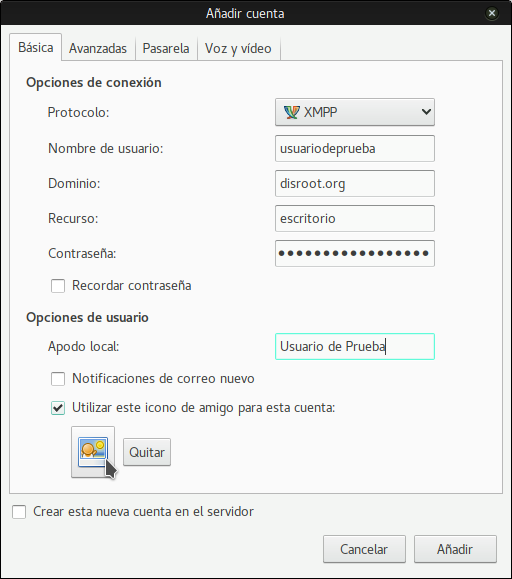 Añadir cuenta
Básica Avanzadas Pasarela Voz y vídeo
Opciones de conexión
Protocolo: XMPP
Nombre de usuario: usuariodeprueba
Dominio: disroot.org
Recurso: escritorio
Contraseña: ●●●●●●●●●●●●●●●●●
Recordar contraseña
Opciones de usuario
Apodo local: Usuario de Prueba
Notificaciones de correo nuevo
Utilizar este icono de amigo para esta cuenta:
Quitar
Crear esta nueva cuenta en el servidor
Cancelar Añadir